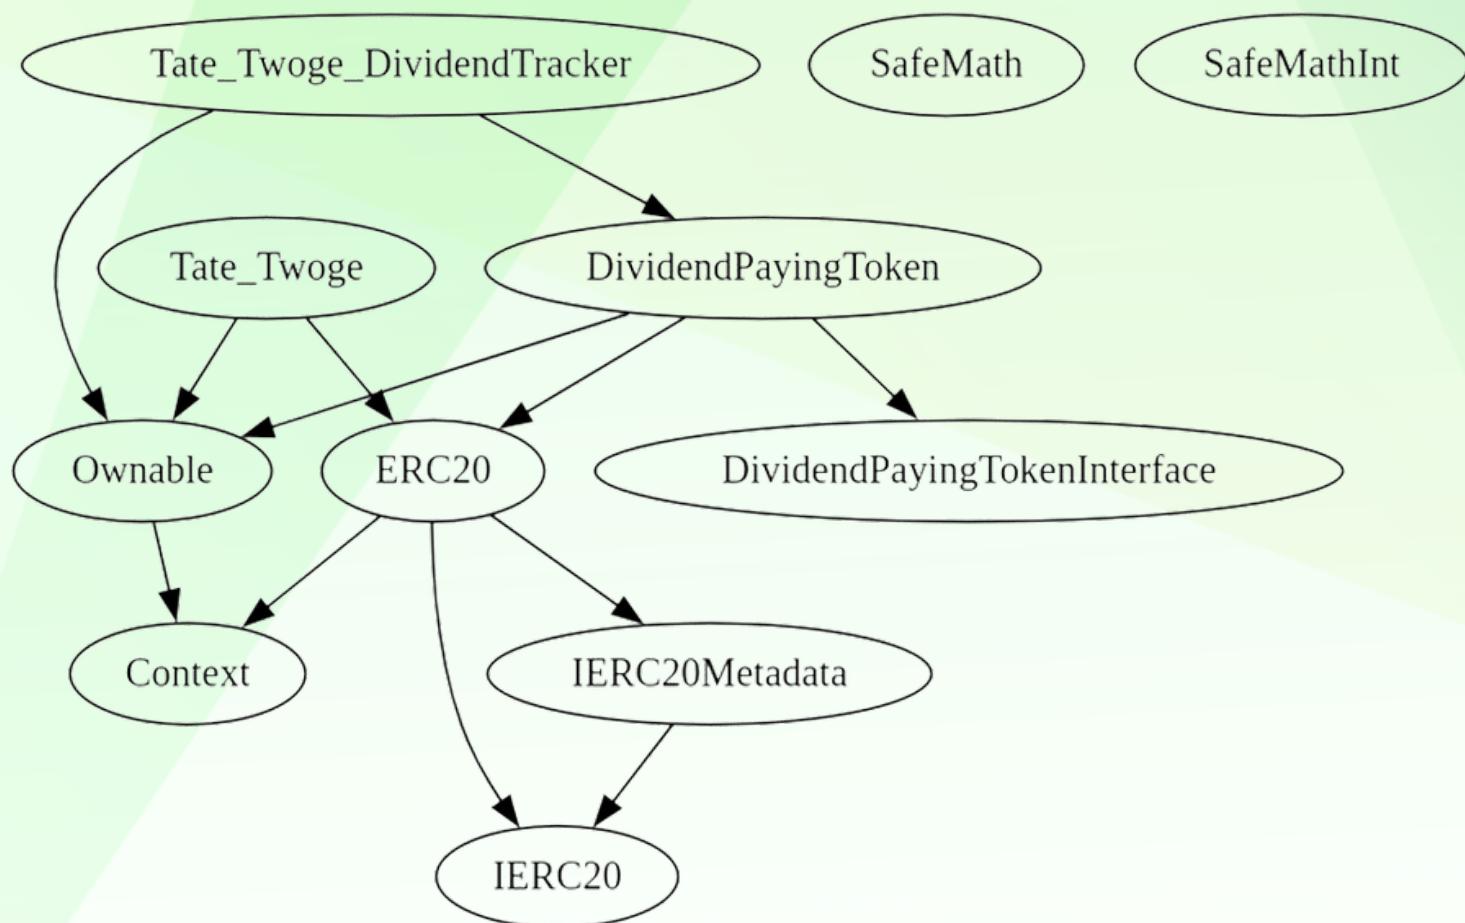 Tate_Twoge_DividendTracker
SafeMath
SafeMathInt
Tate_Twoge
DividendPayingToken
Ownable
ERC20
DividendPayingTokenInterface
Context
IERC20Metadata
IERC20